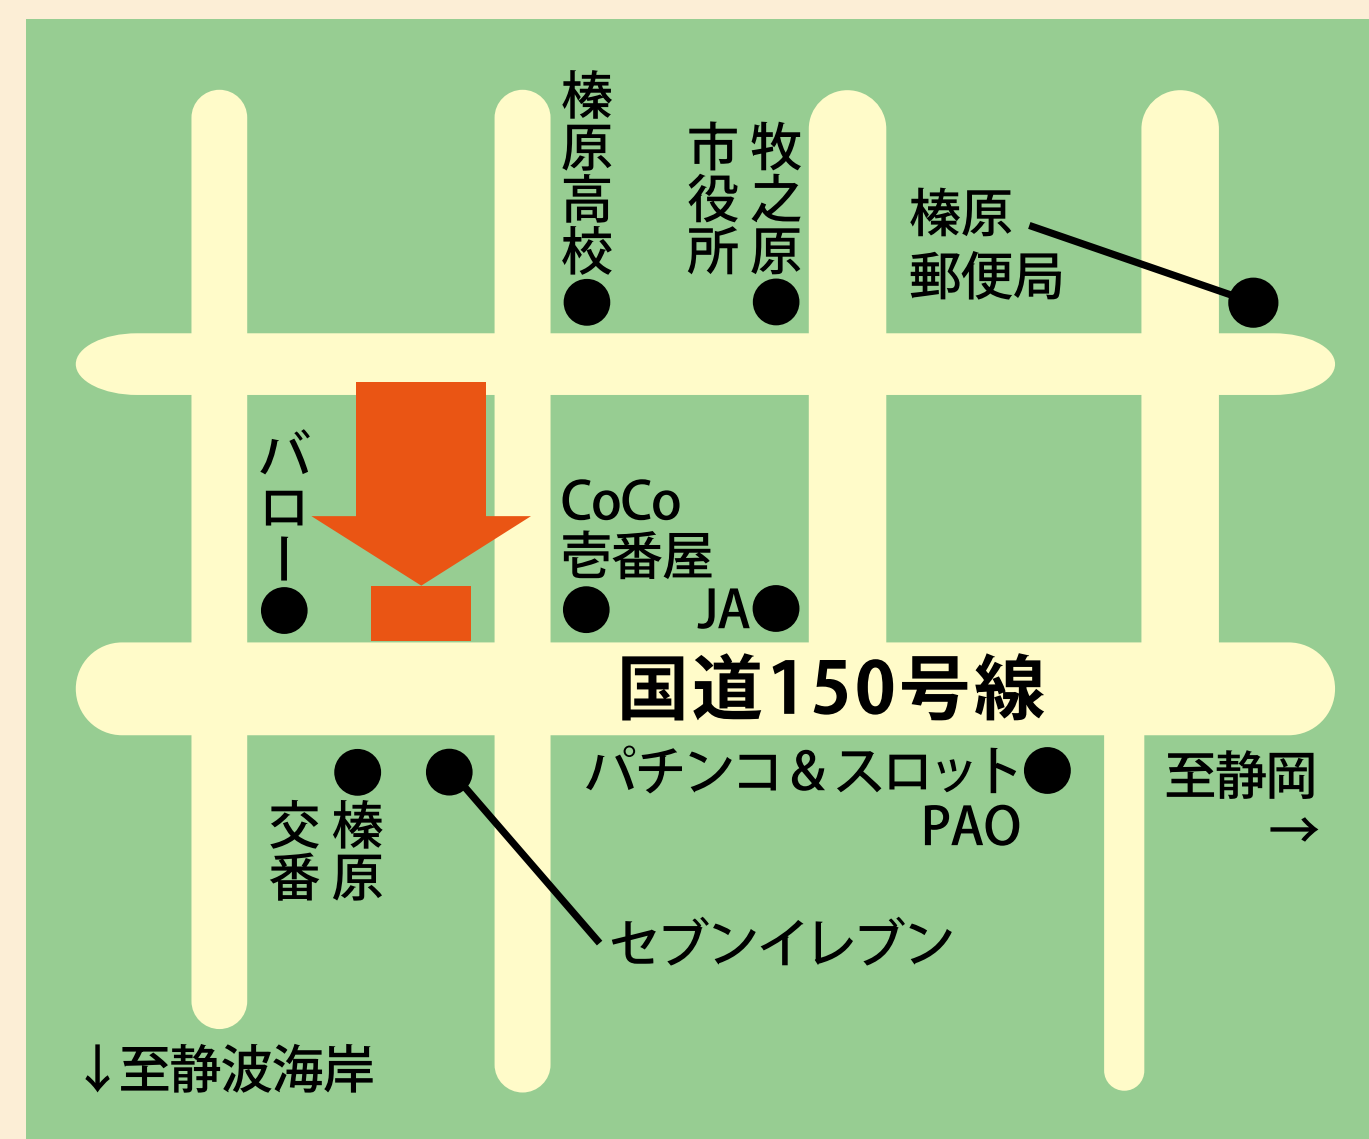 榛原高校
牧之原
市役所
榛原
郵便局
バロー
CoCo
壱番屋
JA
国道150号線
パチンコ&スロット
PAO
至静岡
→
榛原
交番
セブンイレブン
↓至静波海岸